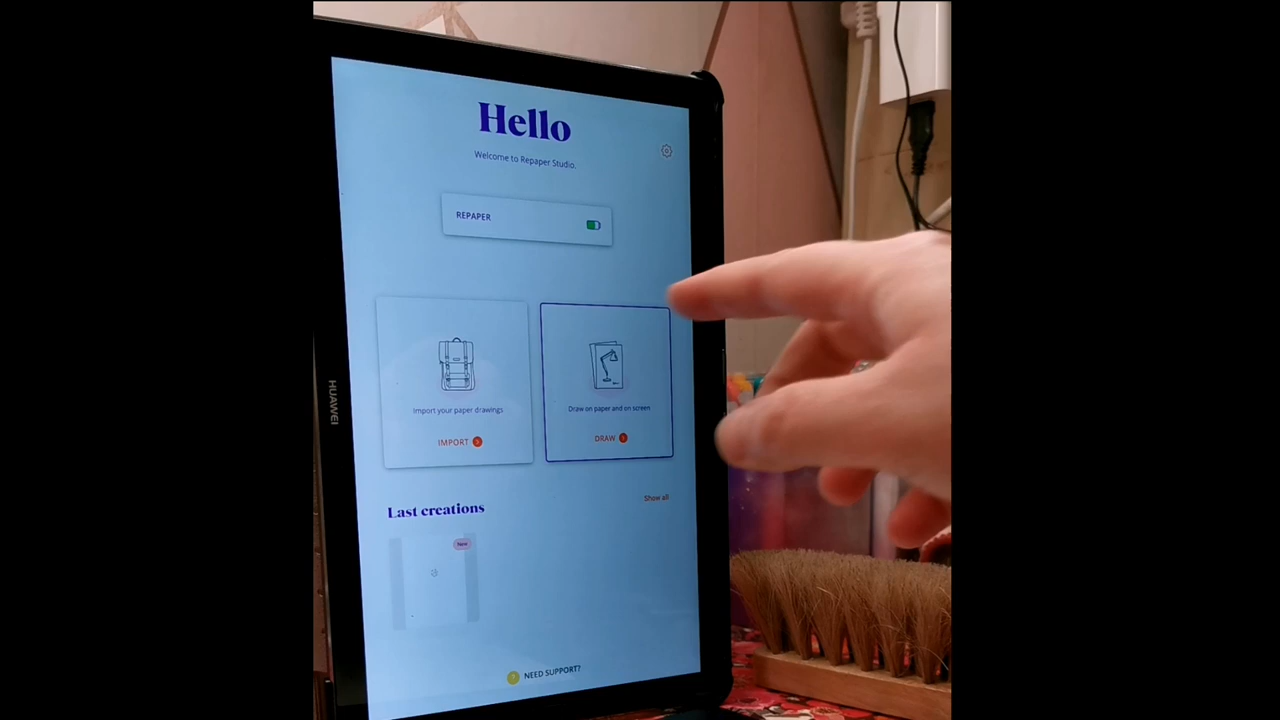 Hello
Welcome to Repaper Studio.
REPAPER
Import your paper drawings
IMPORT
Draw on paper and on screen
DRAW
Last creations
Show all
New
? NEED SUPPORT?
HUAWEI